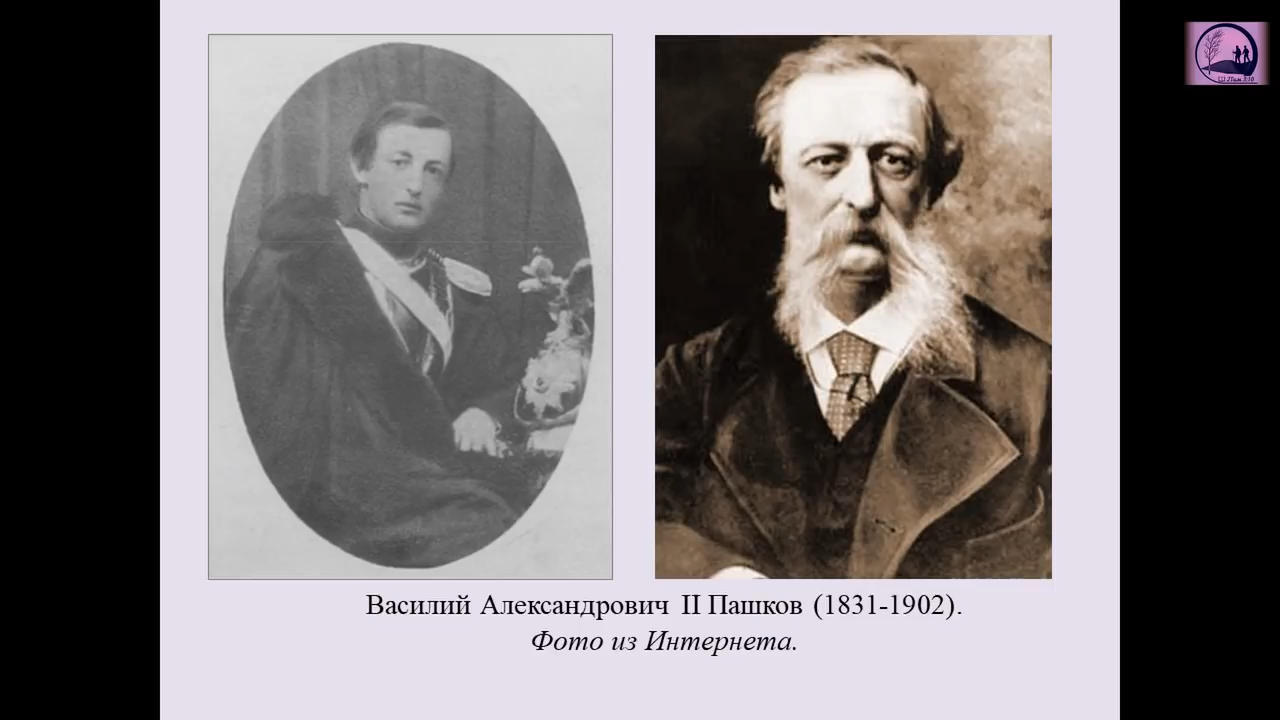 Василий Александрович II Пашков (1831-1902).
Фото из Интернета.